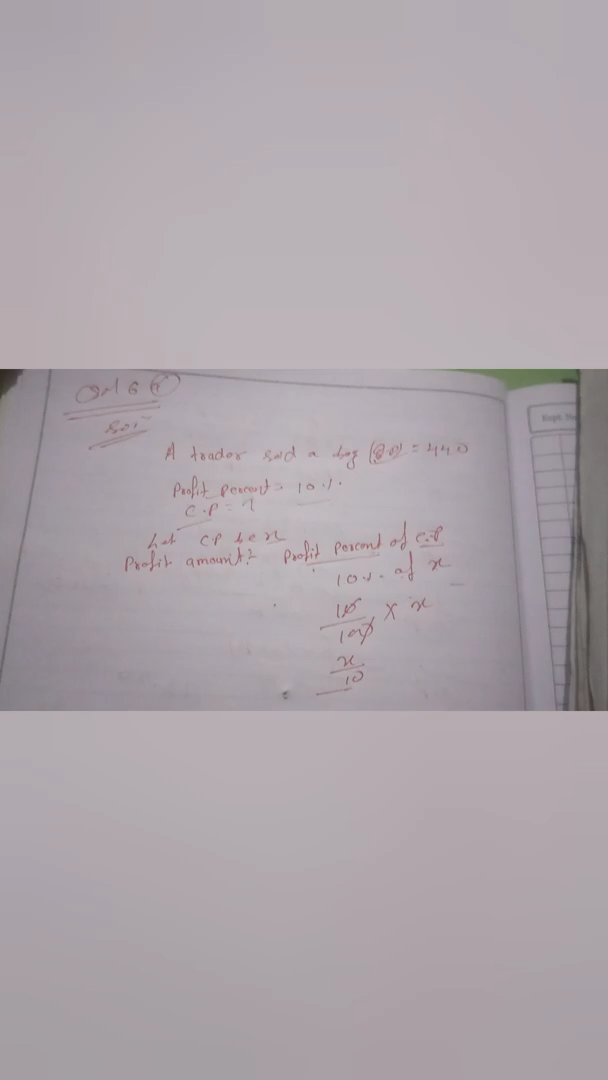 Q.N 6
Sol
A trader sold a bag (S.P) = 440
Profit Percent = 10%.
C.P = ?
Let CP be x
Profit amount? Profit Percent of C.P
10% of x
10/100 × x
x/10